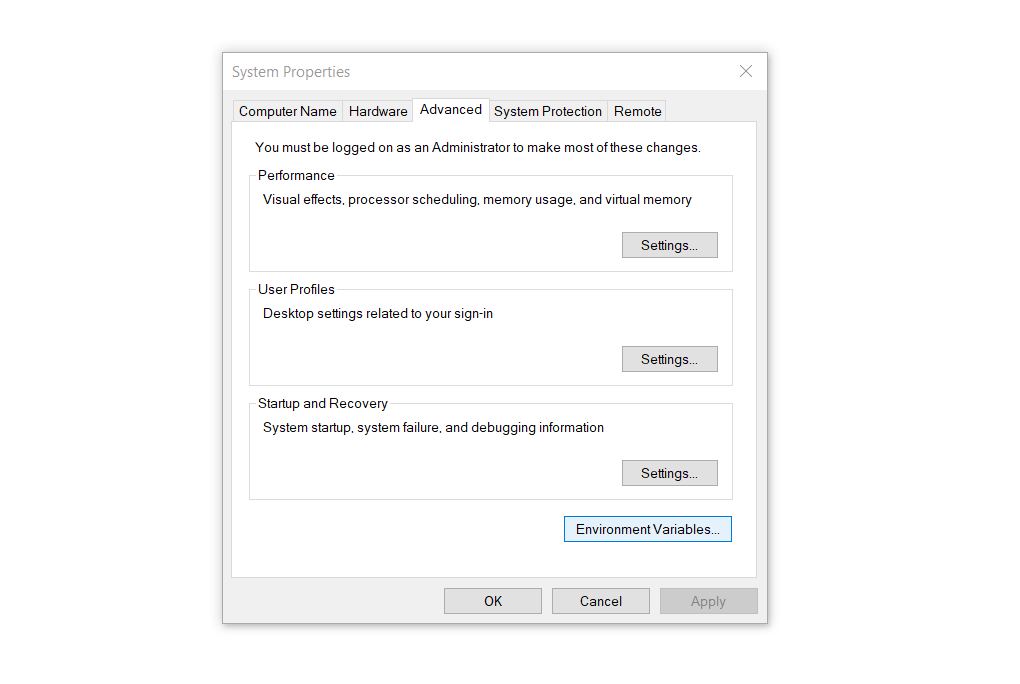 System Properties
Computer Name Hardware Advanced System Protection Remote
You must be logged on as an Administrator to make most of these changes.
Performance
Visual effects, processor scheduling, memory usage, and virtual memory
Settings...
User Profiles
Desktop settings related to your sign-in
Settings...
Startup and Recovery
System startup, system failure, and debugging information
Settings...
Environment Variables...
OK Cancel Apply